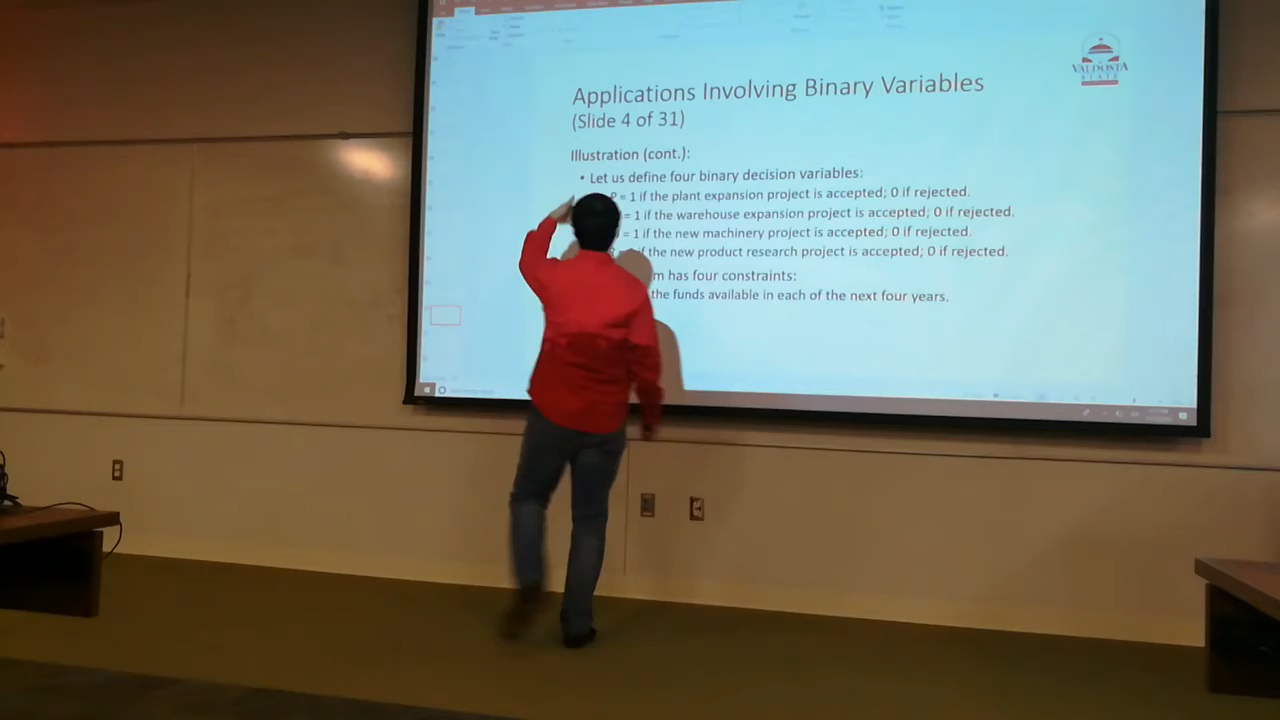 VALDOSTA
STATE
Applications Involving Binary Variables
(Slide 4 of 31)
Illustration (cont.):
• Let us define four binary decision variables:
P = 1 if the plant expansion project is accepted; 0 if rejected.
= 1 if the warehouse expansion project is accepted; 0 if rejected.
= 1 if the new machinery project is accepted; 0 if rejected.
if the new product research project is accepted; 0 if rejected.
has four constraints:
the funds available in each of the next four years.